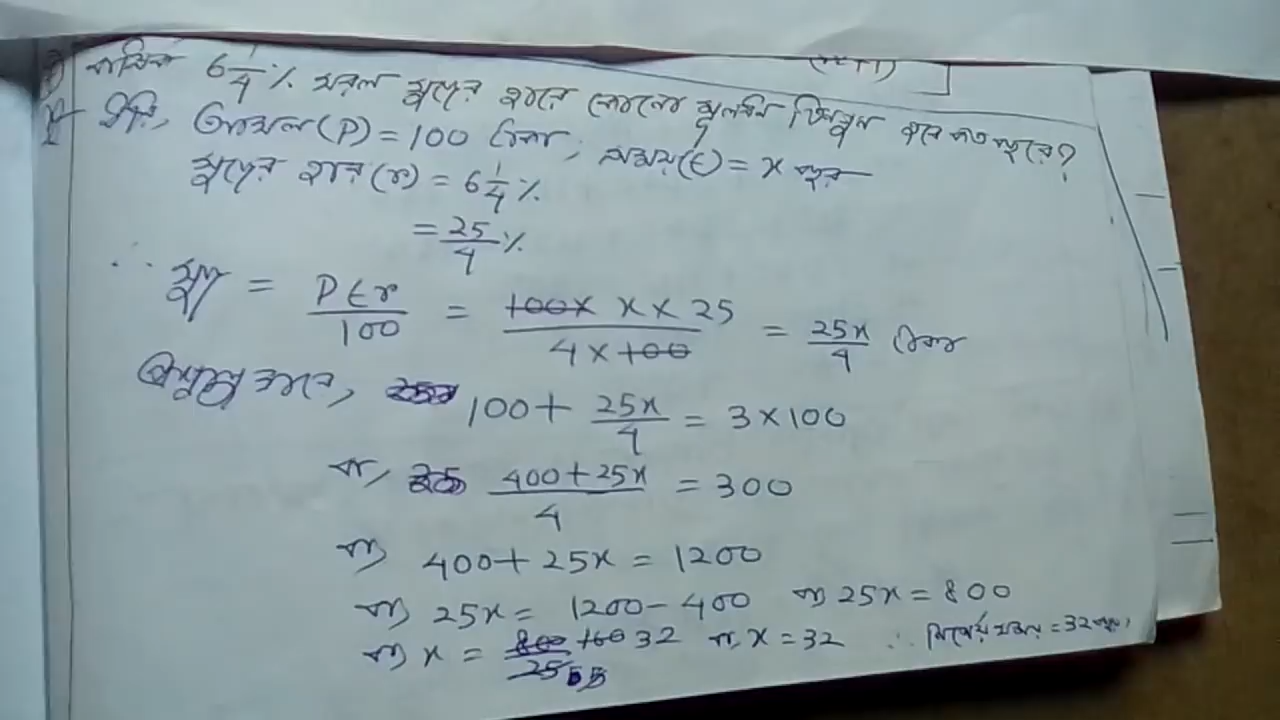 বার্ষিক 6 1/4 % সরল সুদের হারে কোনো মূলধন তিনগুণ হবে কত বছরে?
ধরি, আসল (P) = 100 টাকা, সময়(t) = x বছর
সুদের হার (r) = 6 1/4 %
= 25/4 %
∴ সুদ = Ptr/100 = 100 × x × 25 / 4 × 100 = 25x/4 টাকা
প্রশ্নানুসারে, 100 + 25x/4 = 3 × 100
বা, 400 + 25x / 4 = 300
বা, 400 + 25x = 1200
বা, 25x = 1200 - 400 বা, 25x = 800
বা, x = 800 160 32 / 25 5 বা, x = 32 ∴ নির্ণেয় সময় = 32 বছর।